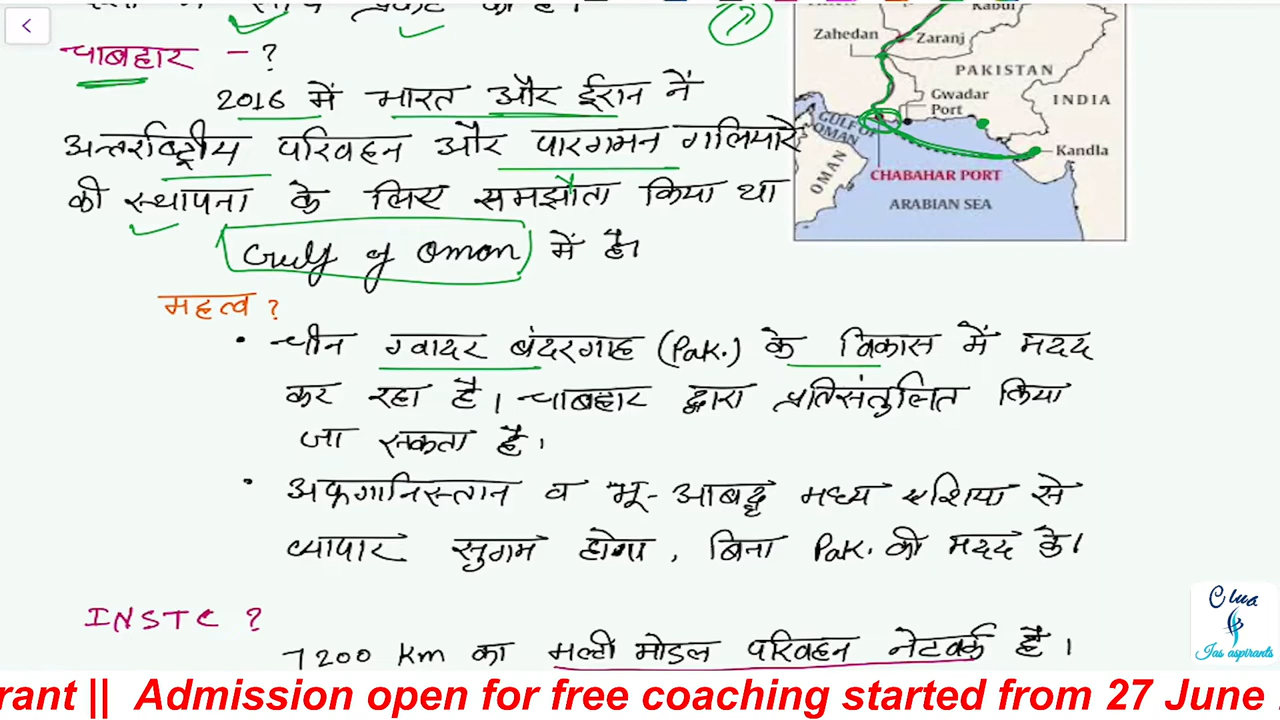 चाबहार - ?
2016 में भारत और ईरान नें
अन्तर्राष्ट्रीय परिवहन और पारगमन गलियारे
की स्थापना के लिए समझौता किया था
Gulf of Oman में है।
महत्व ?
• चीन ग्वादर बंदरगाह (Pak.) के विकास में मदद
कर रहा है। चाबहार द्वारा प्रतिसंतुलित किया
जा सकता है।
• अफगानिस्तान व भू-आबद्ध मध्य एशिया से
व्यापार सुगम होगा, बिना Pak. की मदद के।
INSTC ?
7200 Km का मल्टी मोडल परिवहन नेटवर्क है।
Kabul
Zahedan
Zaranj
PAKISTAN
Gwadar
Port
INDIA
GULF OF
OMAN
Kandla
OMAN
CHABAHAR PORT
ARABIAN SEA
Ias aspirants
rant || Admission open for free coaching started from 27 June